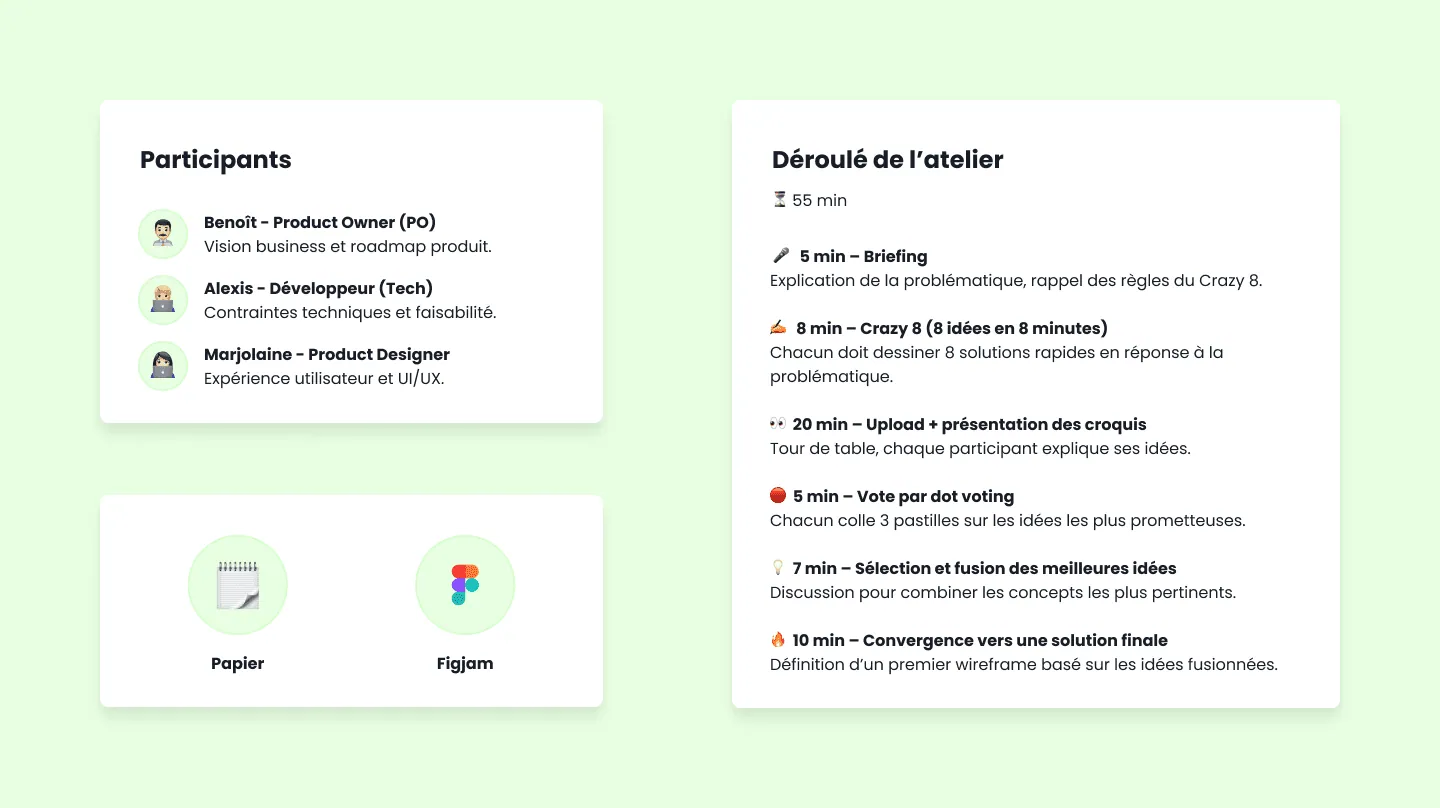 Participants
Benoît - Product Owner (PO)
Vision business et roadmap produit.
Alexis - Développeur (Tech)
Contraintes techniques et faisabilité.
Marjolaine - Product Designer
Expérience utilisateur et UI/UX.
Papier
Figjam
Déroulé de l’atelier
⏳ 55 min
🎤 5 min – Briefing
Explication de la problématique, rappel des règles du Crazy 8.
✍️ 8 min – Crazy 8 (8 idées en 8 minutes)
Chacun doit dessiner 8 solutions rapides en réponse à la
problématique.
👀 20 min – Upload + présentation des croquis
Tour de table, chaque participant explique ses idées.
🔴 5 min – Vote par dot voting
Chacun colle 3 pastilles sur les idées les plus prometteuses.
💡 7 min – Sélection et fusion des meilleures idées
Discussion pour combiner les concepts les plus pertinents.
🔥 10 min – Convergence vers une solution finale
Définition d’un premier wireframe basé sur les idées fusionnées.